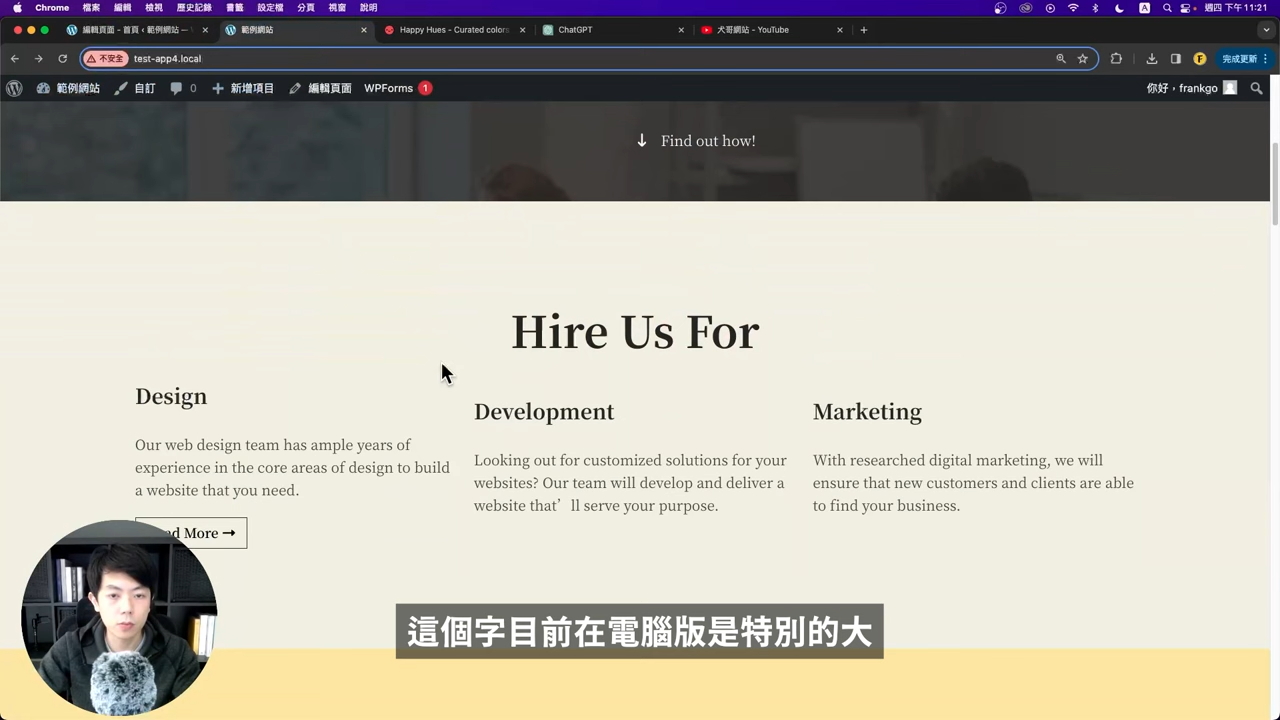 Chrome 檔案 編輯 檢視 歷史記錄 書籤 設定檔 分頁 視窗 說明
A 週四 下午 11:21
編輯頁面 - 首頁 ‹ 範例網站 —
範例網站
Happy Hues - Curated colors
ChatGPT
犬哥網站 - YouTube
不安全 test-app4.local
F 完成更新
範例網站 自訂 0 新增項目 編輯頁面 WPForms 1
你好，frankgo
Find out how!
Hire Us For
Design
Our web design team has ample years of
experience in the core areas of design to build
a website that you need.
More
Development
Looking out for customized solutions for your
websites? Our team will develop and deliver a
website that’ll serve your purpose.
Marketing
With researched digital marketing, we will
ensure that new customers and clients are able
to find your business.
這個字目前在電腦版是特別的大